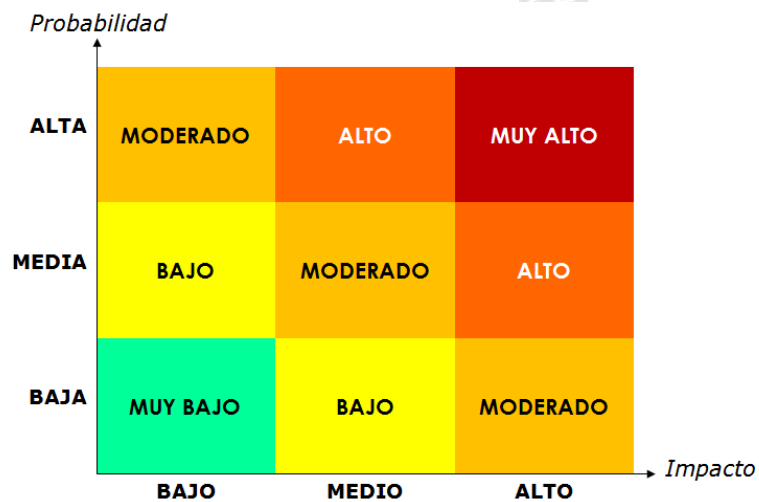 Probabilidad
ALTA
MODERADO
ALTO
MUY ALTO
MEDIA
BAJO
MODERADO
ALTO
BAJA
MUY BAJO
BAJO
MODERADO
Impacto
BAJO
MEDIO
ALTO